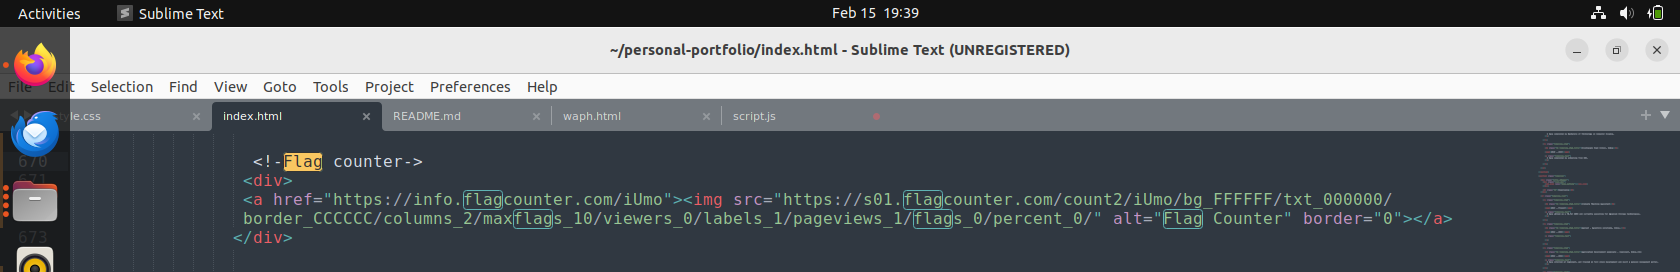 Activities Sublime Text Feb 15 19:39
~/personal-portfolio/index.html - Sublime Text (UNREGISTERED)
File Edit Selection Find View Goto Tools Project Preferences Help
style.css index.html README.md waph.html script.js
670 <!-Flag counter->
671 <div>
<a href="https://info.flagcounter.com/iUmo"><img src="https://s01.flagcounter.com/count2/iUmo/bg_FFFFFF/txt_000000/
border_CCCCCC/columns_2/maxflags_10/viewers_0/labels_1/pageviews_1/flags_0/percent_0/" alt="Flag Counter" border="0"></a>
673 </div>